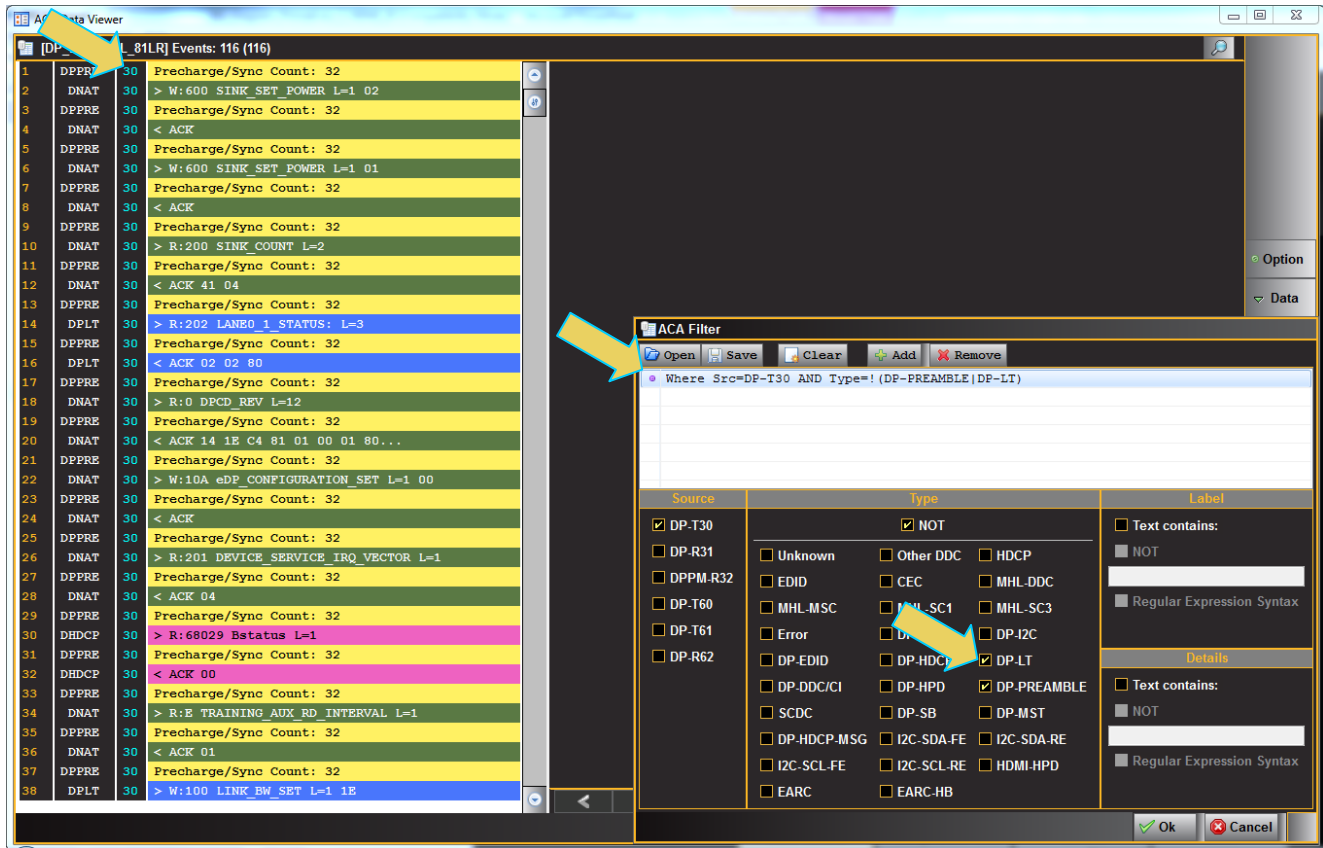 Data Viewer
L_81LR] Events: 116 (116)
1 DPPRE 30 Precharge/Sync Count: 32
2 DNAT 30 > W:600 SINK_SET_POWER L=1 02
3 DPPRE 30 Precharge/Sync Count: 32
4 DNAT 30 < ACK
5 DPPRE 30 Precharge/Sync Count: 32
6 DNAT 30 > W:600 SINK_SET_POWER L=1 01
7 DPPRE 30 Precharge/Sync Count: 32
8 DNAT 30 < ACK
9 DPPRE 30 Precharge/Sync Count: 32
10 DNAT 30 > R:200 SINK_COUNT L=2
11 DPPRE 30 Precharge/Sync Count: 32
12 DNAT 30 < ACK 41 04
13 DPPRE 30 Precharge/Sync Count: 32
14 DPLT 30 > R:202 LANE0_1_STATUS: L=3
15 DPPRE 30 Precharge/Sync Count: 32
16 DPLT 30 < ACK 02 02 80
17 DPPRE 30 Precharge/Sync Count: 32
18 DNAT 30 > R:0 DPCD_REV L=12
19 DPPRE 30 Precharge/Sync Count: 32
20 DNAT 30 < ACK 14 1E C4 81 01 00 01 80...
21 DPPRE 30 Precharge/Sync Count: 32
22 DNAT 30 > W:10A eDP_CONFIGURATION_SET L=1 00
23 DPPRE 30 Precharge/Sync Count: 32
24 DNAT 30 < ACK
25 DPPRE 30 Precharge/Sync Count: 32
26 DNAT 30 > R:201 DEVICE_SERVICE_IRQ_VECTOR L=1
27 DPPRE 30 Precharge/Sync Count: 32
28 DNAT 30 < ACK 04
29 DPPRE 30 Precharge/Sync Count: 32
30 DHDCP 30 > R:68029 Bstatus L=1
31 DPPRE 30 Precharge/Sync Count: 32
32 DHDCP 30 < ACK 00
33 DPPRE 30 Precharge/Sync Count: 32
34 DNAT 30 > R:E TRAINING_AUX_RD_INTERVAL L=1
35 DPPRE 30 Precharge/Sync Count: 32
36 DNAT 30 < ACK 01
37 DPPRE 30 Precharge/Sync Count: 32
38 DPLT 30 > W:100 LINK_BW_SET L=1 1E
Option
Data
ACA Filter
Open Save Clear Add Remove
Where Src=DP-T30 AND Type=!(DP-PREAMBLE|DP-LT)
Source Type Label
DP-T30 NOT Text contains:
DP-R31 Unknown Other DDC HDCP NOT
DPPM-R32 EDID CEC MHL-DDC
DP-T60 MHL-MSC MHL-SC1 MHL-SC3 Regular Expression Syntax
DP-T61 Error DP-I2C
DP-R62 DP-EDID DP-HDCP DP-LT Details
DP-DDC/CI DP-HPD DP-PREAMBLE Text contains:
SCDC DP-SB DP-MST NOT
DP-HDCP-MSG I2C-SDA-FE I2C-SDA-RE
I2C-SCL-FE I2C-SCL-RE HDMI-HPD Regular Expression Syntax
EARC EARC-HB
Ok Cancel